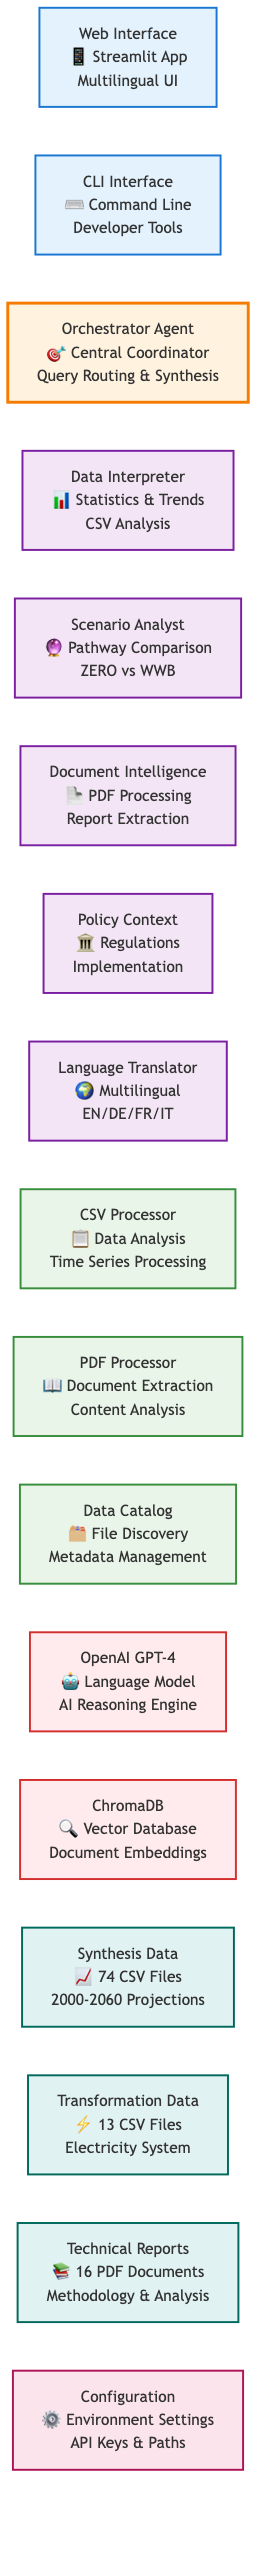 Web Interface
📱 Streamlit App
Multilingual UI
CLI Interface
⌨️ Command Line
Developer Tools
Orchestrator Agent
🎯 Central Coordinator
Query Routing & Synthesis
Data Interpreter
📊 Statistics & Trends
CSV Analysis
Scenario Analyst
🔮 Pathway Comparison
ZERO vs WWB
Document Intelligence
📄 PDF Processing
Report Extraction
Policy Context
🏛️ Regulations
Implementation
Language Translator
🌍 Multilingual
EN/DE/FR/IT
CSV Processor
📋 Data Analysis
Time Series Processing
PDF Processor
📖 Document Extraction
Content Analysis
Data Catalog
🗂️ File Discovery
Metadata Management
OpenAI GPT-4
🤖 Language Model
AI Reasoning Engine
ChromaDB
🔍 Vector Database
Document Embeddings
Synthesis Data
📈 74 CSV Files
2000-2060 Projections
Transformation Data
⚡ 13 CSV Files
Electricity System
Technical Reports
📚 16 PDF Documents
Methodology & Analysis
Configuration
⚙️ Environment Settings
API Keys & Paths